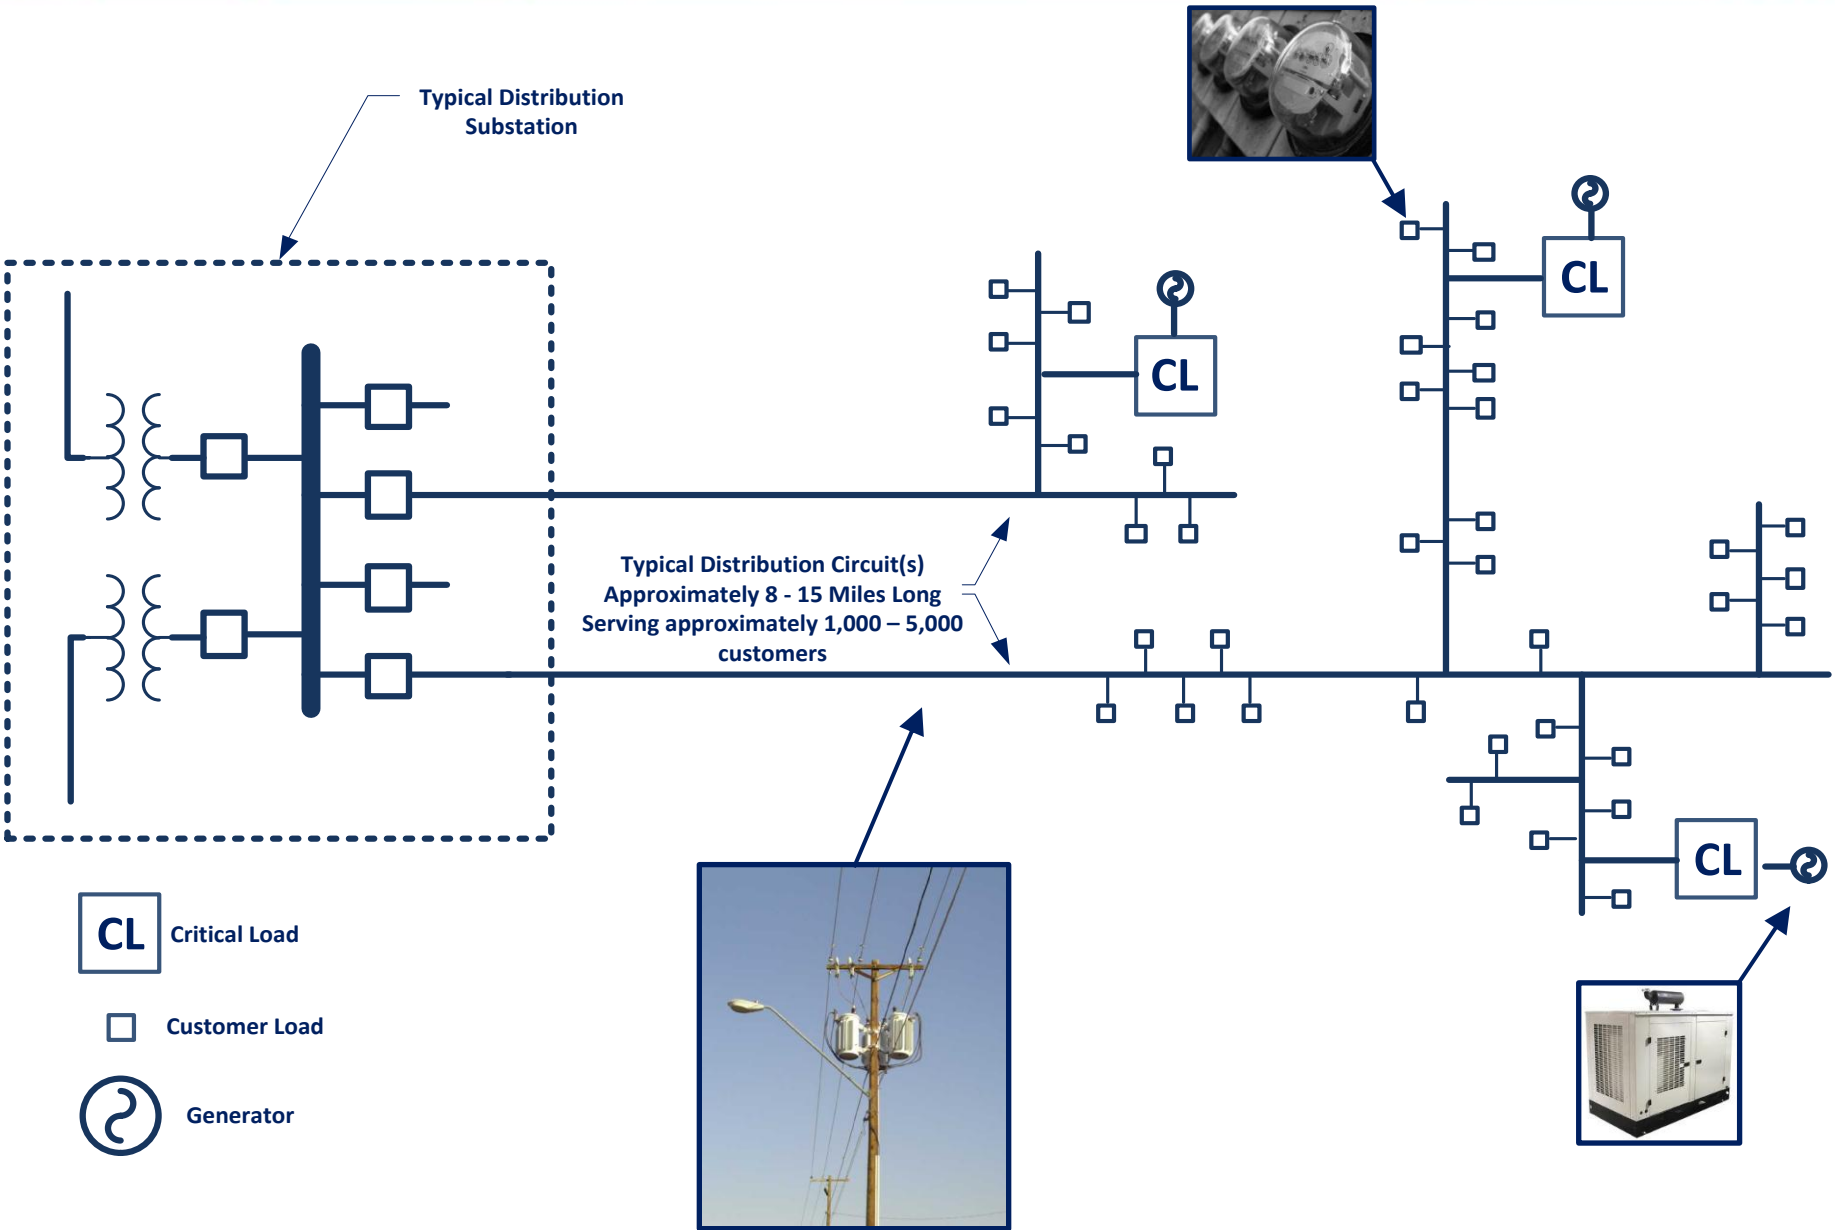 Typical Distribution
Substation
CL
CL
Typical Distribution Circuit(s)
Approximately 8 - 15 Miles Long
Serving approximately 1,000 – 5,000
customers
CL
CL
Critical Load
Customer Load
Generator